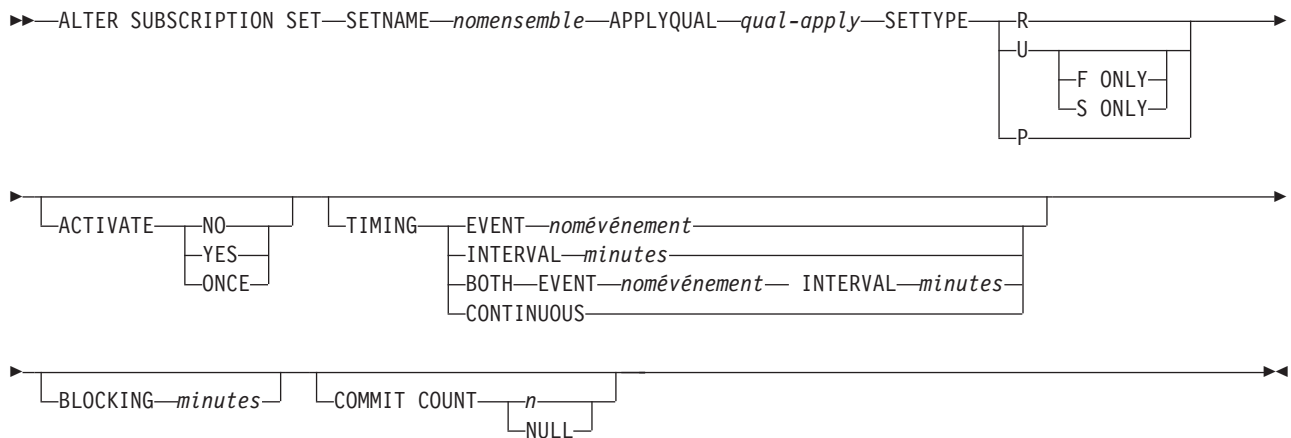 ALTER SUBSCRIPTION SET SETNAME nomensemble APPLYQUAL qual-apply SETTYPE R
U
F ONLY
S ONLY
P
ACTIVATE NO TIMING EVENT nomévénement
YES INTERVAL minutes
ONCE BOTH EVENT nomévénement INTERVAL minutes
CONTINUOUS
BLOCKING minutes COMMIT COUNT n
NULL